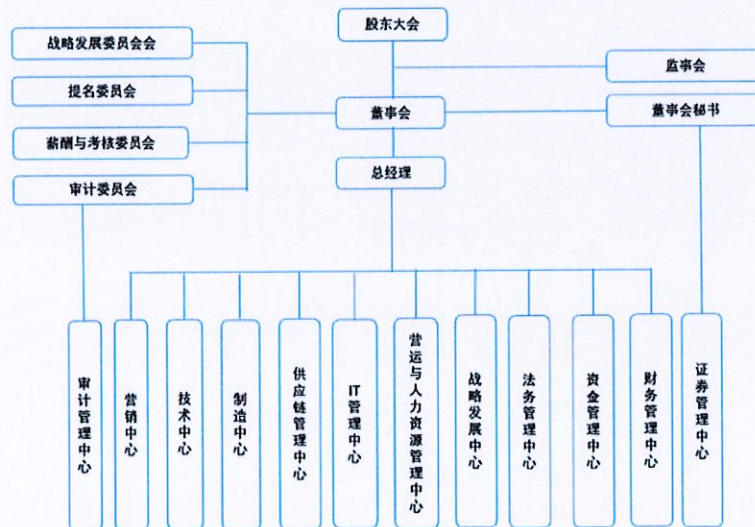 股东大会
战略发展委员会会
监事会
提名委员会
董事会
董事会秘书
薪酬与考核委员会
总经理
审计委员会
审计管理中心
营销中心
技术中心
制造中心
供应链管理中心
IT管理中心
营运与人力资源管理中心
战略发展中心
法务管理中心
资金管理中心
财务管理中心
证券管理中心